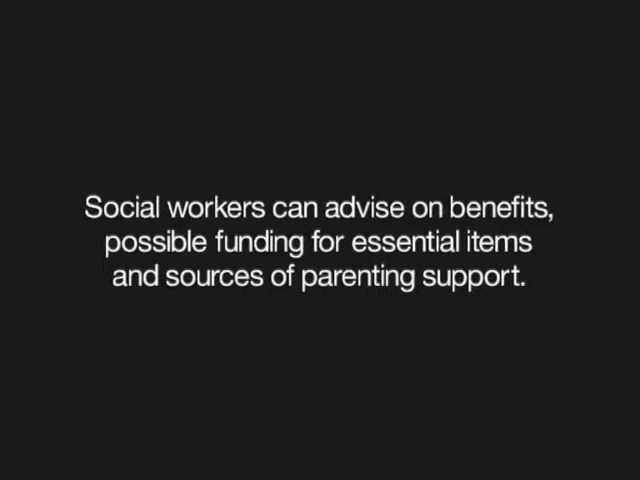 Social workers can advise on benefits,
possible funding for essential items
and sources of parenting support.